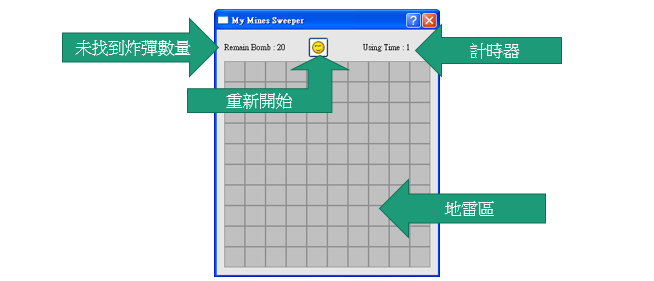 My Mines Sweeper
未找到炸彈數量
Remain Bomb : 20
Using Time : 1
計時器
重新開始
地雷區